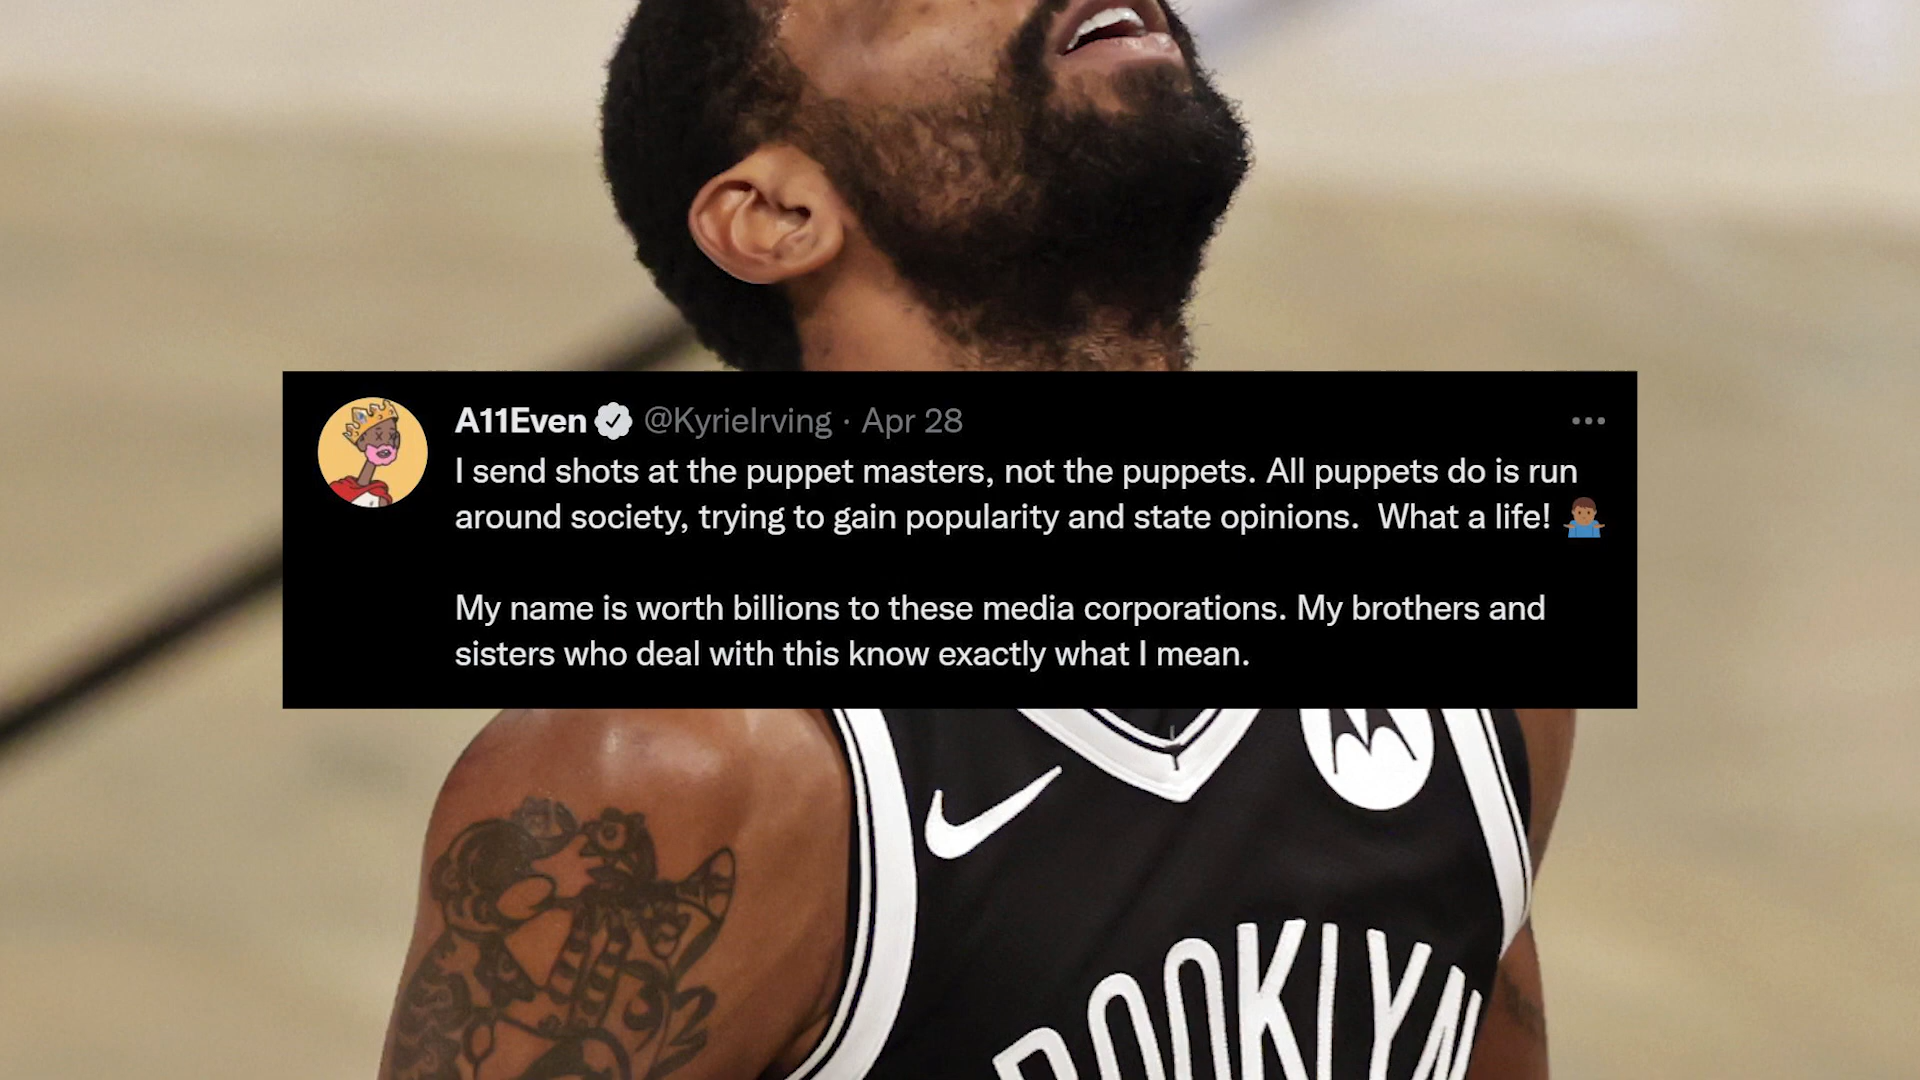 A11Even @KyrieIrving · Apr 28
I send shots at the puppet masters, not the puppets. All puppets do is run
around society, trying to gain popularity and state opinions.  What a life! 🤷🏾‍♂️
My name is worth billions to these media corporations. My brothers and
sisters who deal with this know exactly what I mean.
BROOKLYN